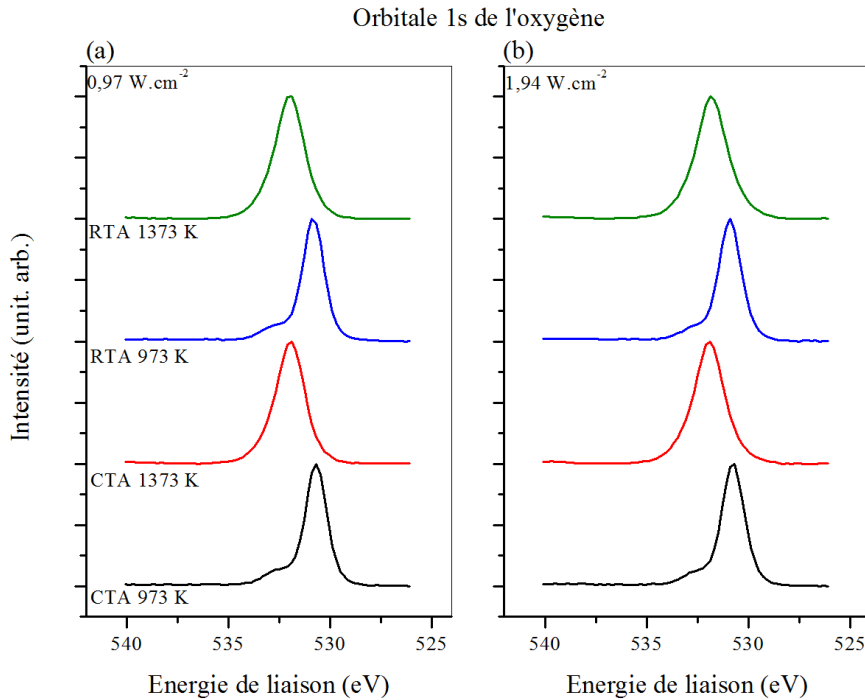 Orbitale 1s de l'oxygène
(a)
(b)
0,97 W.cm-2
1,94 W.cm-2
RTA 1373 K
RTA 973 K
CTA 1373 K
CTA 973 K
Intensité (unit. arb.)
540 535 530 525
540 535 530 525
Energie de liaison (eV)
Energie de liaison (eV)